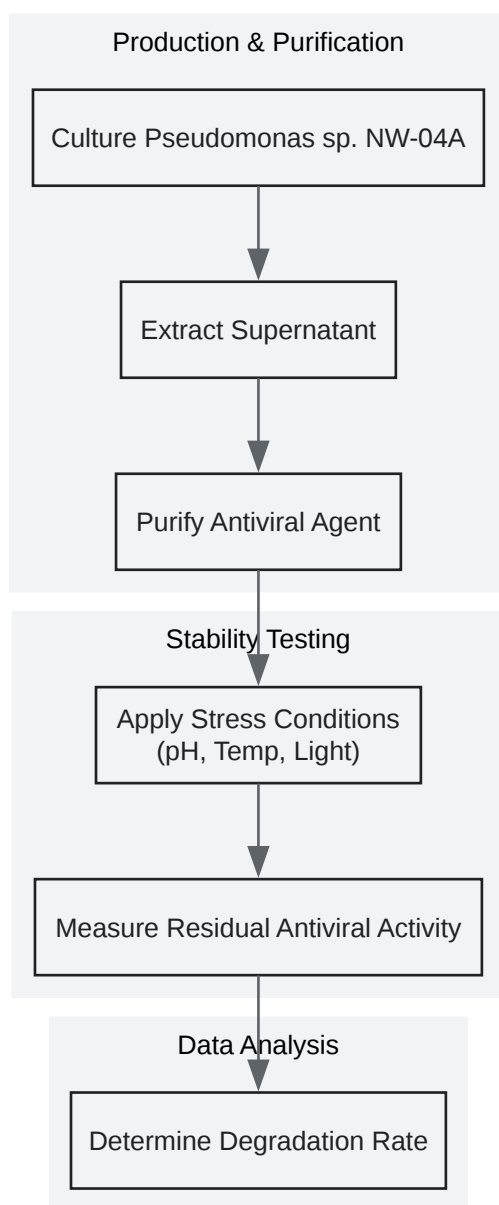 Production & Purification
Culture Pseudomonas sp. NW-04A
Extract Supernatant
Purify Antiviral Agent
Stability Testing
Apply Stress Conditions
(pH, Temp, Light)
Measure Residual Antiviral Activity
Data Analysis
Determine Degradation Rate